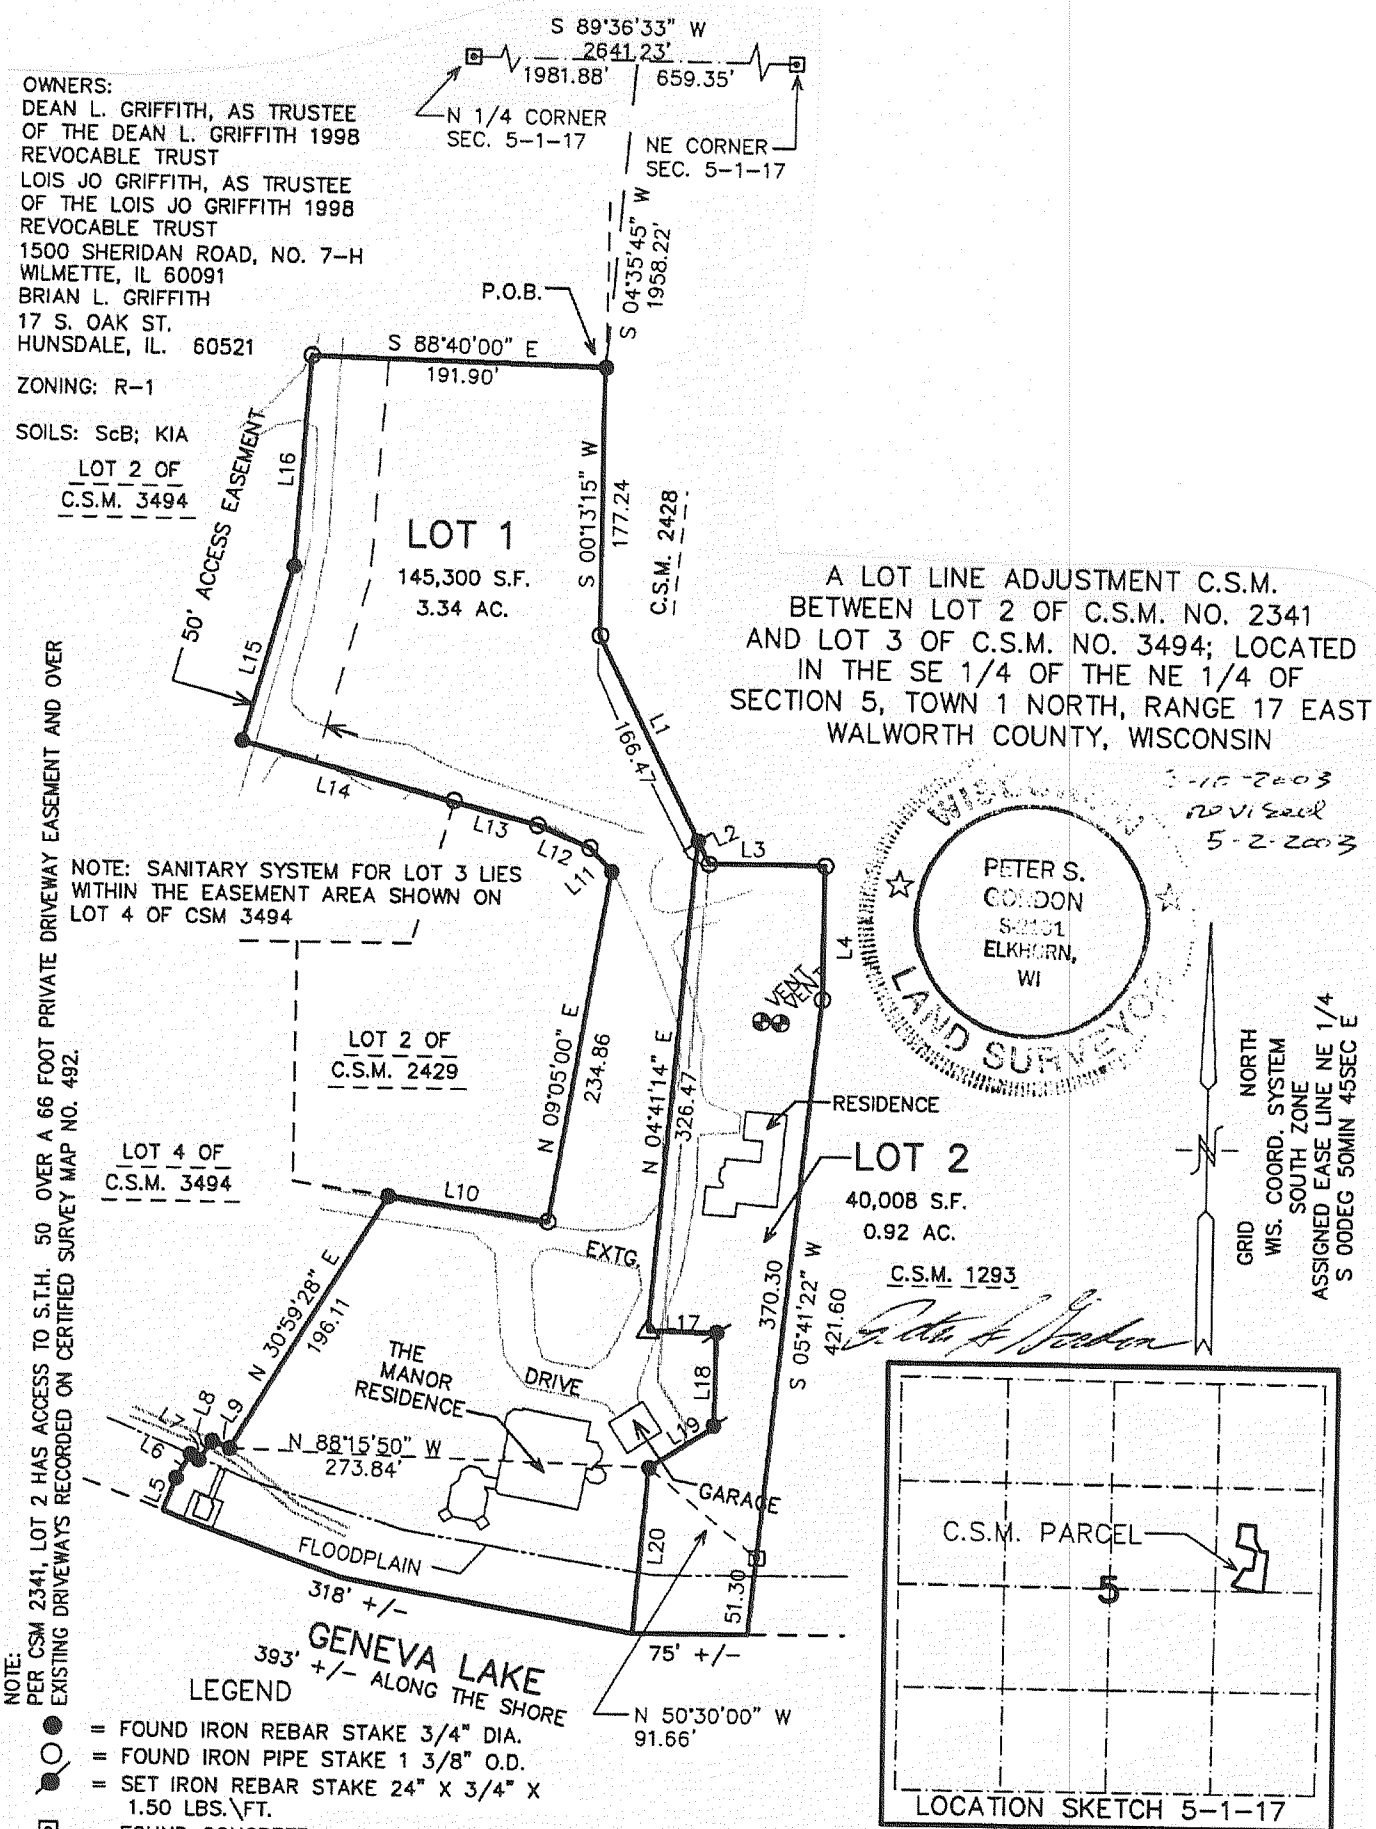 S 89°36'33" W
2641.23'
1981.88' 659.35'
N 1/4 CORNER
SEC. 5-1-17
NE CORNER
SEC. 5-1-17
OWNERS:
DEAN L. GRIFFITH, AS TRUSTEE
OF THE DEAN L. GRIFFITH 1998
REVOCABLE TRUST
LOIS JO GRIFFITH, AS TRUSTEE
OF THE LOIS JO GRIFFITH 1998
REVOCABLE TRUST
1500 SHERIDAN ROAD, NO. 7-H
WILMETTE, IL 60091
BRIAN L. GRIFFITH
17 S. OAK ST.
HUNSDALE, IL. 60521
ZONING: R-1
SOILS: ScB; KIA
S 04°35'45" W
1958.22'
P.O.B.
S 88°40'00" E
191.90'
LOT 2 OF
C.S.M. 3494
50' ACCESS EASEMENT
L16
L15
LOT 1
145,300 S.F.
3.34 AC.
S 00°13'15" W
177.24
C.S.M. 2428
A LOT LINE ADJUSTMENT C.S.M.
BETWEEN LOT 2 OF C.S.M. NO. 2341
AND LOT 3 OF C.S.M. NO. 3494; LOCATED
IN THE SE 1/4 OF THE NE 1/4 OF
SECTION 5, TOWN 1 NORTH, RANGE 17 EAST
WALWORTH COUNTY, WISCONSIN
-2003
revised
5-2-2003
WISCONSIN
PETER S.
GORDON
S-2101
ELKHORN,
WI
LAND SURVEYOR
L1
166.47
L2
L3
L4
L14
L13
L12
L11
NOTE: SANITARY SYSTEM FOR LOT 3 LIES
WITHIN THE EASEMENT AREA SHOWN ON
LOT 4 OF CSM 3494
VENT
VENT
LOT 2 OF
C.S.M. 2429
N 09°05'00" E
234.86
N 04°41'14" E
326.47
RESIDENCE
LOT 2
40,008 S.F.
0.92 AC.
C.S.M. 1293
GRID NORTH
WIS. COORD. SYSTEM
SOUTH ZONE
ASSIGNED EASE LINE NE 1/4
S 00DEG 50MIN 45SEC E
N
LOT 4 OF
C.S.M. 3494
L10
N 30°59'28" E
196.11
EXTG.
DRIVE
THE
MANOR
RESIDENCE
L17
L18
L19
370.30
S 05°41'22" W
421.60
Peter S. Gordon
L9
L8
L7
L6
L5
N 88°15'50" W
273.84'
GARAGE
L20
51.30
FLOODPLAIN
318' +/-
GENEVA LAKE
393' +/- ALONG THE SHORE
75' +/-
N 50°30'00" W
91.66'
NOTE:
PER CSM 2341, LOT 2 HAS ACCESS TO S.T.H. 50 OVER A 66 FOOT PRIVATE DRIVEWAY EASEMENT AND OVER
EXISTING DRIVEWAYS RECORDED ON CERTIFIED SURVEY MAP NO. 492.
LEGEND
= FOUND IRON REBAR STAKE 3/4" DIA.
= FOUND IRON PIPE STAKE 1 3/8" O.D.
= SET IRON REBAR STAKE 24" X 3/4" X
1.50 LBS.\FT.
C.S.M. PARCEL
5
LOCATION SKETCH 5-1-17